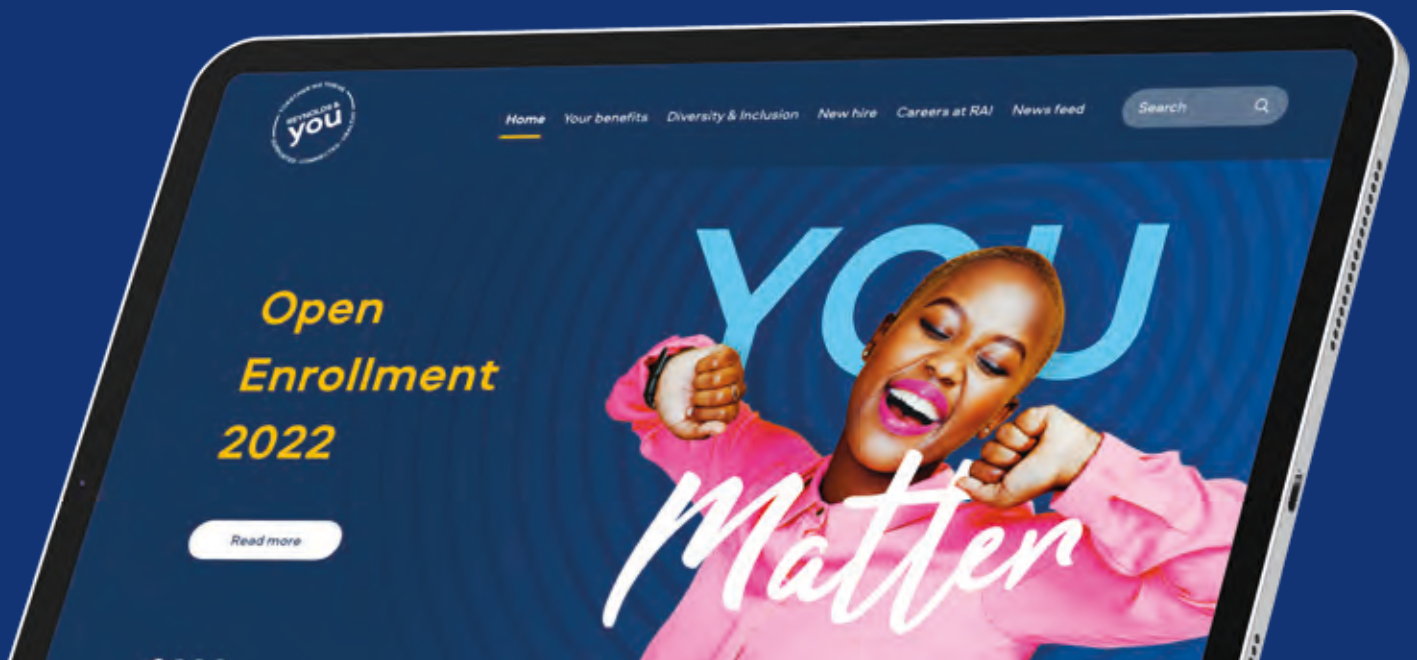 REYNOLDS &
you
Home Your benefits Diversity & Inclusion New hire Careers at RAI News feed
Search
YOU
Open
Enrollment
2022
Matter
Read more